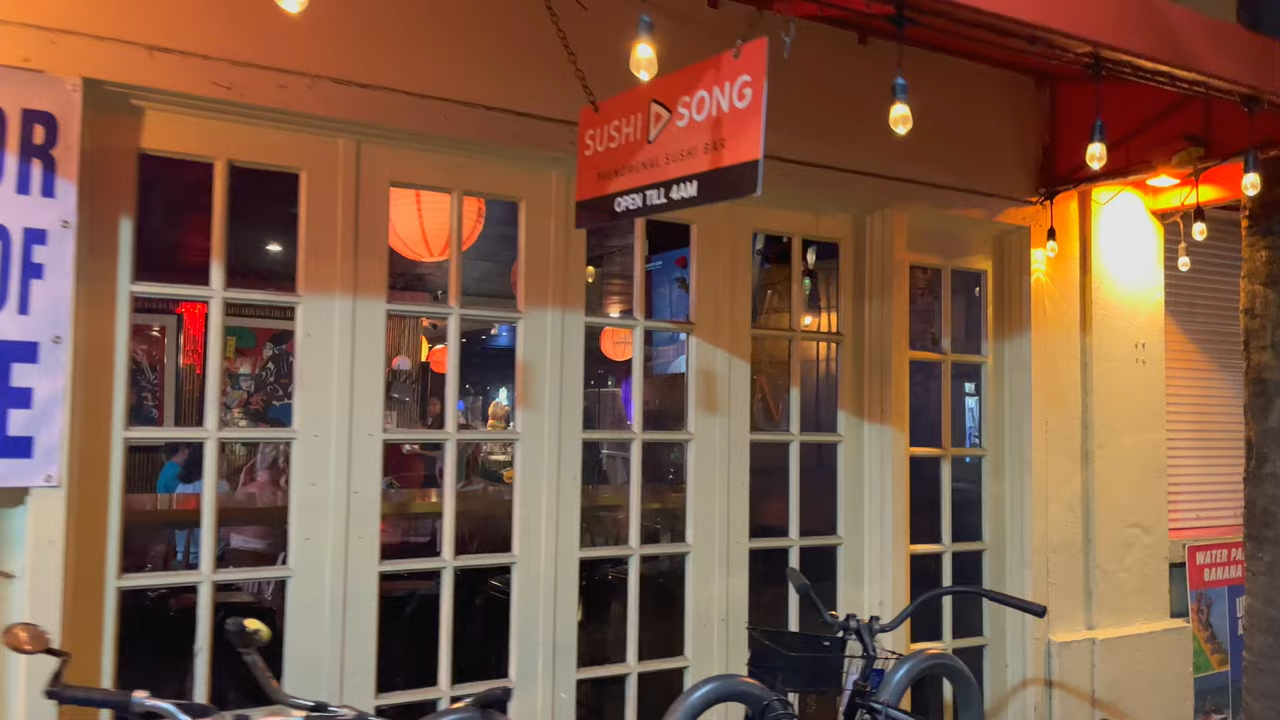 OR
OF
E
SUSHI SONG
PHENOMENAL SUSHI BAR
OPEN TILL 4AM
WATER PA
BANANA